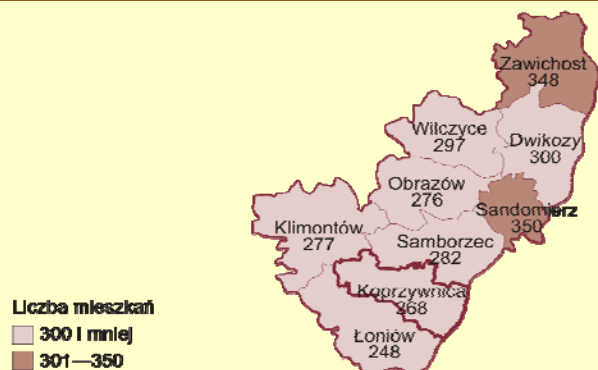 Zawichost
348
Wilczyce
297
Dwikozy
300
Obrazów
276
Sandomierz
350
Klimontów
277
Samborzec
282
Koprzywnica
268
Łoniów
248
Liczba mieszkań
300 i mniej
301—350